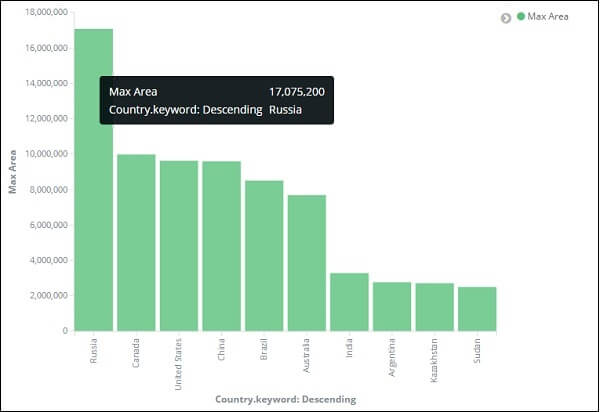 Max Area
18,000,000
16,000,000
14,000,000
12,000,000
10,000,000
8,000,000
6,000,000
4,000,000
2,000,000
0
Max Area
Max Area 17,075,200
Country.keyword: Descending Russia
Russia
Canada
United States
China
Brazil
Australia
India
Argentina
Kazakhstan
Sudan
Country.keyword: Descending